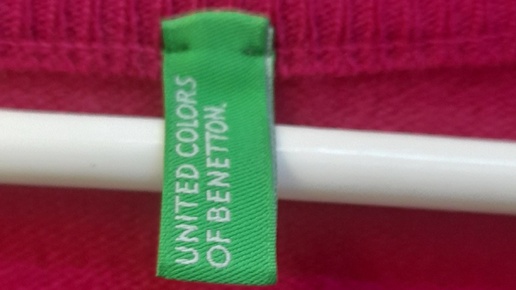 UNITED COLORS
OF BENETTON.